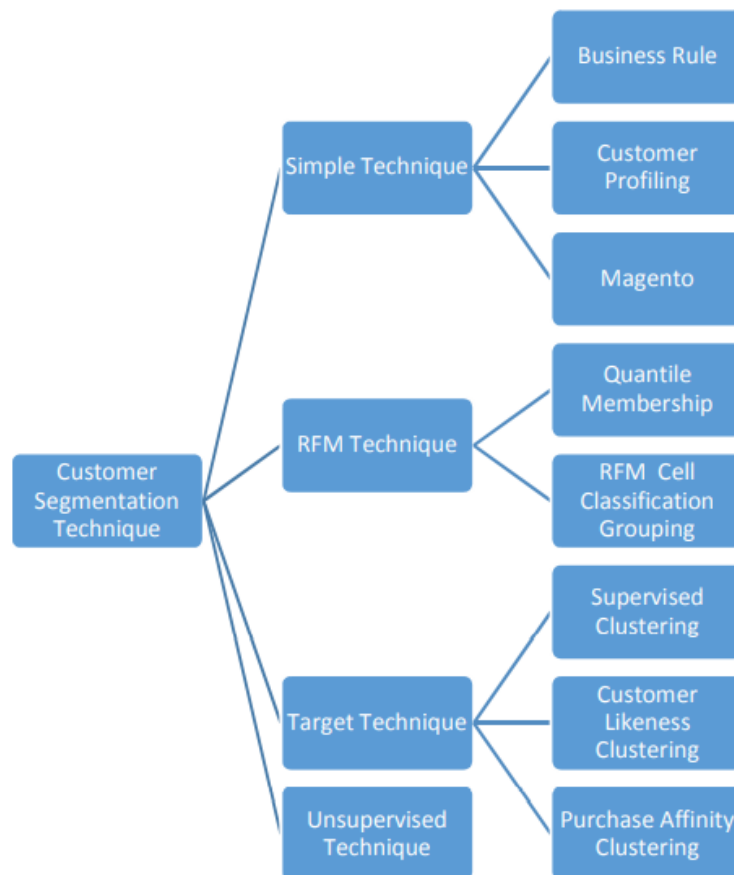 Customer
Segmentation
Technique
Simple Technique
Business Rule
Customer
Profiling
Magento
RFM Technique
Quantile
Membership
RFM Cell
Classification
Grouping
Target Technique
Supervised
Clustering
Customer
Likeness
Clustering
Purchase Affinity
Clustering
Unsupervised
Technique